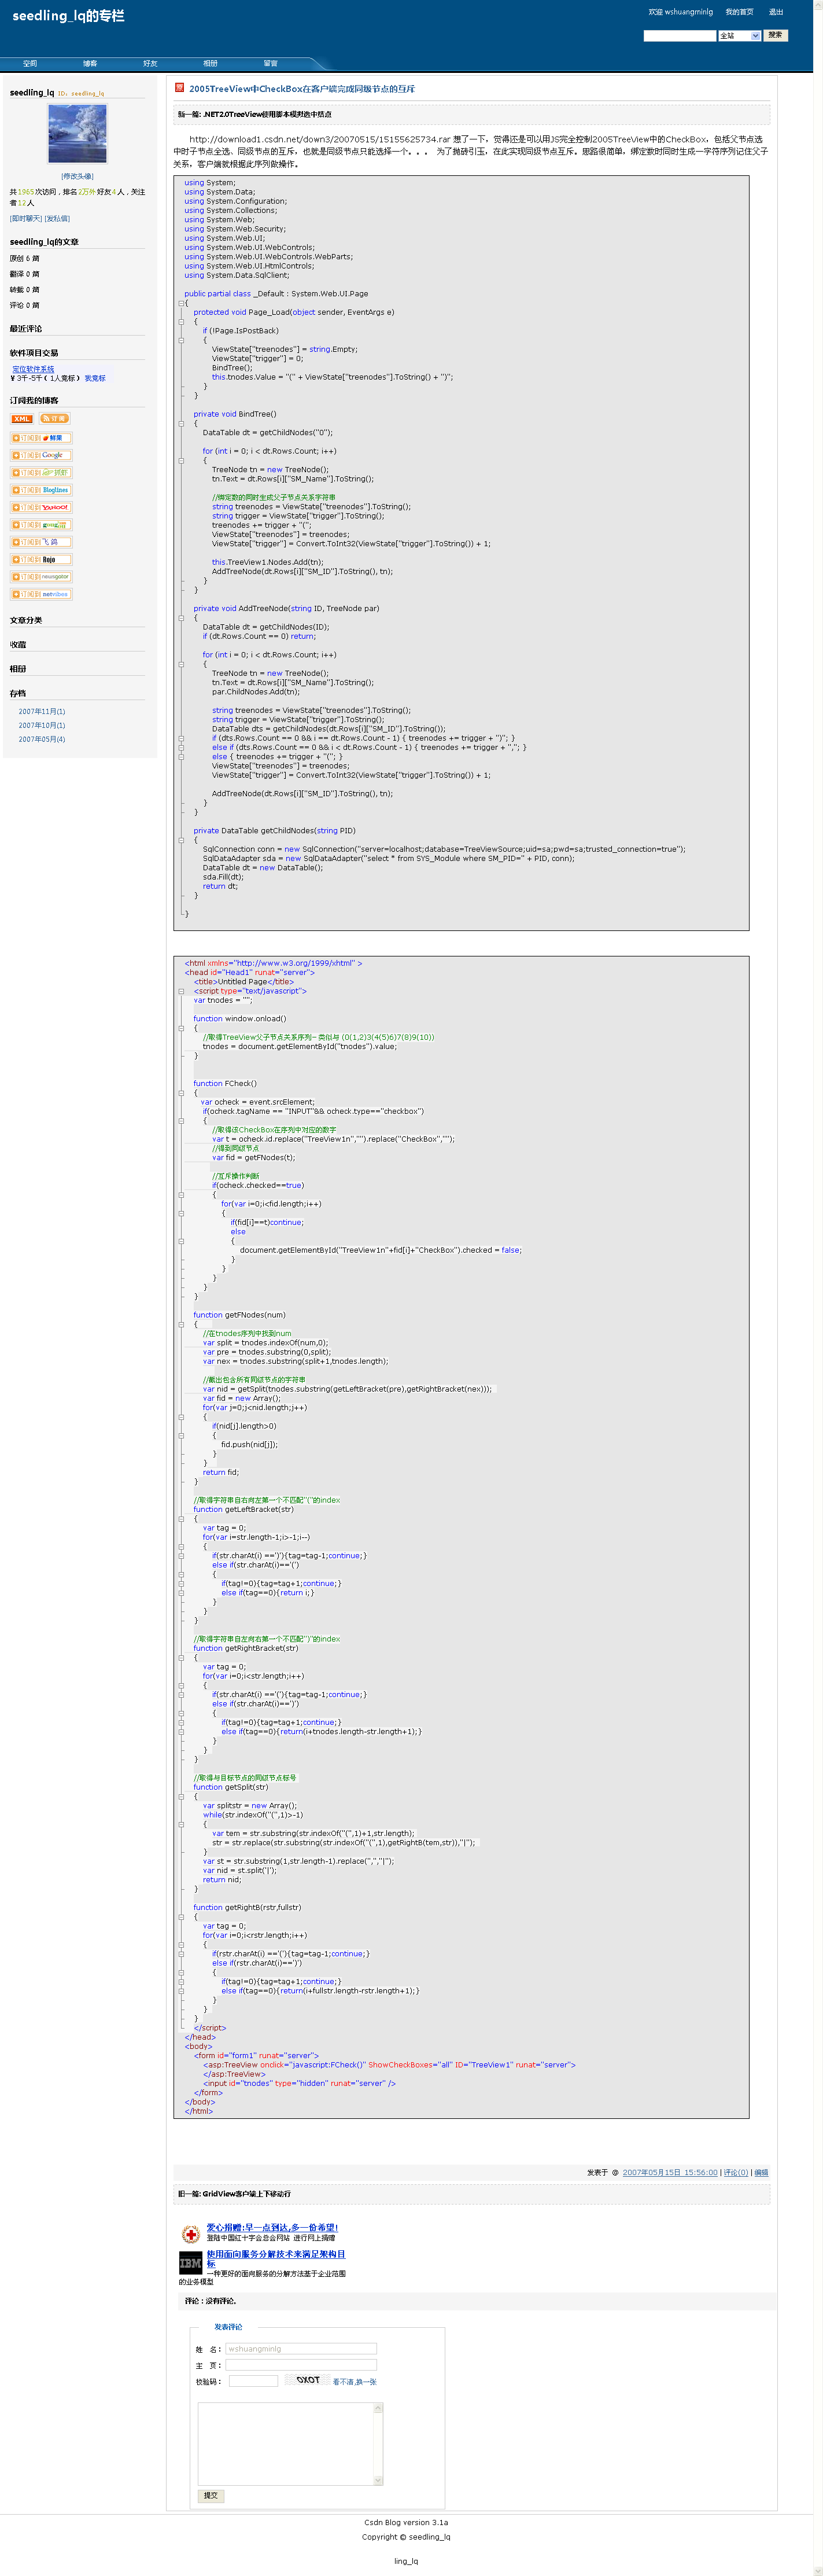 seedling_lq的专栏
欢迎 wshuangminlg 我的首页 退出
全站 搜索
空间 博客 好友 相册 留言
seedling_lq ID：seedling_lq
[修改头像]
共1965次访问，排名2万外好友4人，关注
者12人
[即时聊天] [发私信]
seedling_lq的文章
原创 6 篇
翻译 0 篇
转载 0 篇
评论 0 篇
最近评论
软件项目交易
定位软件系统
¥ 3千-5千（ 1人竞标） 我竞标
订阅我的博客
XML 订阅
订阅到 鲜果
订阅到 Google
订阅到 抓虾
订阅到 Bloglines
订阅到 YAHOO!
订阅到
订阅到 飞鸽
订阅到 Rojo
订阅到 newsgator
订阅到 netvibes
文章分类
收藏
相册
存档
2007年11月(1)
2007年10月(1)
2007年05月(4)
2005TreeView中CheckBox在客户端完成同级节点的互斥
新一篇: .NET2.0TreeView使用脚本模拟选中结点
http://download1.csdn.net/down3/20070515/15155625734.rar 想了一下，觉得还是可以用JS完全控制2005TreeView中的CheckBox，包括父节点选
中时子节点全选、同级节点的互斥，也就是同级节点只能选择一个。。。 为了抛砖引玉，在此实现同级节点的互斥。思路很简单，绑定数时同时生成一字符序列记住父子
关系，客户端就根据此序列做操作。
using System;
using System.Data;
using System.Configuration;
using System.Collections;
using System.Web;
using System.Web.Security;
using System.Web.UI;
using System.Web.UI.WebControls;
using System.Web.UI.WebControls.WebParts;
using System.Web.UI.HtmlControls;
using System.Data.SqlClient;
public partial class _Default : System.Web.UI.Page
{
protected void Page_Load(object sender, EventArgs e)
{
if (!Page.IsPostBack)
{
ViewState["treenodes"] = string.Empty;
ViewState["trigger"] = 0;
BindTree();
this.tnodes.Value = "(" + ViewState["treenodes"].ToString() + ")";
}
}
private void BindTree()
{
DataTable dt = getChildNodes("0");
for (int i = 0; i < dt.Rows.Count; i++)
{
TreeNode tn = new TreeNode();
tn.Text = dt.Rows[i]["SM_Name"].ToString();
//绑定数的同时生成父子节点关系字符串
string treenodes = ViewState["treenodes"].ToString();
string trigger = ViewState["trigger"].ToString();
treenodes += trigger + "(";
ViewState["treenodes"] = treenodes;
ViewState["trigger"] = Convert.ToInt32(ViewState["trigger"].ToString()) + 1;
this.TreeView1.Nodes.Add(tn);
AddTreeNode(dt.Rows[i]["SM_ID"].ToString(), tn);
}
}
private void AddTreeNode(string ID, TreeNode par)
{
DataTable dt = getChildNodes(ID);
if (dt.Rows.Count == 0) return;
for (int i = 0; i < dt.Rows.Count; i++)
{
TreeNode tn = new TreeNode();
tn.Text = dt.Rows[i]["SM_Name"].ToString();
par.ChildNodes.Add(tn);
string treenodes = ViewState["treenodes"].ToString();
string trigger = ViewState["trigger"].ToString();
DataTable dts = getChildNodes(dt.Rows[i]["SM_ID"].ToString());
if (dts.Rows.Count == 0 && i == dt.Rows.Count - 1) { treenodes += trigger + ")"; }
else if (dts.Rows.Count == 0 && i < dt.Rows.Count - 1) { treenodes += trigger + ","; }
else { treenodes += trigger + "("; }
ViewState["treenodes"] = treenodes;
ViewState["trigger"] = Convert.ToInt32(ViewState["trigger"].ToString()) + 1;
AddTreeNode(dt.Rows[i]["SM_ID"].ToString(), tn);
}
}
private DataTable getChildNodes(string PID)
{
SqlConnection conn = new SqlConnection("server=localhost;database=TreeViewSource;uid=sa;pwd=sa;trusted_connection=true");
SqlDataAdapter sda = new SqlDataAdapter("select * from SYS_Module where SM_PID=" + PID, conn);
DataTable dt = new DataTable();
sda.Fill(dt);
return dt;
}
}
<html xmlns="http://www.w3.org/1999/xhtml" >
<head id="Head1" runat="server">
<title>Untitled Page</title>
<script type="text/javascript">
var tnodes = "";
function window.onload()
{
//取得TreeView父子节点关系序列-- 类似与 (0(1,2)3(4(5)6)7(8)9(10))
tnodes = document.getElementById("tnodes").value;
}
function FCheck()
{
var ocheck = event.srcElement;
if(ocheck.tagName == "INPUT"&& ocheck.type=="checkbox")
{
//取得该CheckBox在序列中对应的数字
var t = ocheck.id.replace("TreeView1n","").replace("CheckBox","");
//得到同级节点
var fid = getFNodes(t);
//互斥操作判断
if(ocheck.checked==true)
{
for(var i=0;i<fid.length;i++)
{
if(fid[i]==t)continue;
else
{
document.getElementById("TreeView1n"+fid[i]+"CheckBox").checked = false;
}
}
}
}
}
function getFNodes(num)
{
//在tnodes序列中找到num
var split = tnodes.indexOf(num,0);
var pre = tnodes.substring(0,split);
var nex = tnodes.substring(split+1,tnodes.length);
//截出包含所有同级节点的字符串
var nid = getSplit(tnodes.substring(getLeftBracket(pre),getRightBracket(nex)));
var fid = new Array();
for(var j=0;j<nid.length;j++)
{
if(nid[j].length>0)
{
fid.push(nid[j]);
}
}
return fid;
}
//取得字符串自右向左第一个不匹配"("的index
function getLeftBracket(str)
{
var tag = 0;
for(var i=str.length-1;i>-1;i--)
{
if(str.charAt(i) ==')'){tag=tag-1;continue;}
else if(str.charAt(i)=='(')
{
if(tag!=0){tag=tag+1;continue;}
else if(tag==0){return i;}
}
}
}
//取得字符串自左向右第一个不匹配")"的index
function getRightBracket(str)
{
var tag = 0;
for(var i=0;i<str.length;i++)
{
if(str.charAt(i) =='('){tag=tag-1;continue;}
else if(str.charAt(i)==')')
{
if(tag!=0){tag=tag+1;continue;}
else if(tag==0){return(i+tnodes.length-str.length+1);}
}
}
}
//取得与目标节点的同级节点标号
function getSplit(str)
{
var splitstr = new Array();
while(str.indexOf("(",1)>-1)
{
var tem = str.substring(str.indexOf("(",1)+1,str.length);
str = str.replace(str.substring(str.indexOf("(",1),getRightB(tem,str)),"|");
}
var st = str.substring(1,str.length-1).replace(",","|");
var nid = st.split('|');
return nid;
}
function getRightB(rstr,fullstr)
{
var tag = 0;
for(var i=0;i<rstr.length;i++)
{
if(rstr.charAt(i) =='('){tag=tag-1;continue;}
else if(rstr.charAt(i)==')')
{
if(tag!=0){tag=tag+1;continue;}
else if(tag==0){return(i+fullstr.length-rstr.length+1);}
}
}
}
</script>
</head>
<body>
<form id="form1" runat="server">
<asp:TreeView onclick="javascript:FCheck()" ShowCheckBoxes="all" ID="TreeView1" runat="server">
</asp:TreeView>
<input id="tnodes" type="hidden" runat="server" />
</form>
</body>
</html>
发表于 @ 2007年05月15日 15:56:00 | 评论(0) | 编辑
旧一篇: GridView客户端上下移动行
爱心捐赠:早一点到达,多一份希望!
登陆中国红十字会总会网站 进行网上捐赠
IBM 使用面向服务分解技术来满足架构目
标
一种更好的面向服务的分解方法基于企业范围
的业务模型
评论：没有评论。
发表评论
姓 名： wshuangminlg
主 页：
校验码： OXOT 看不清,换一张
提交
Csdn Blog version 3.1a
Copyright © seedling_lq
ling_lq